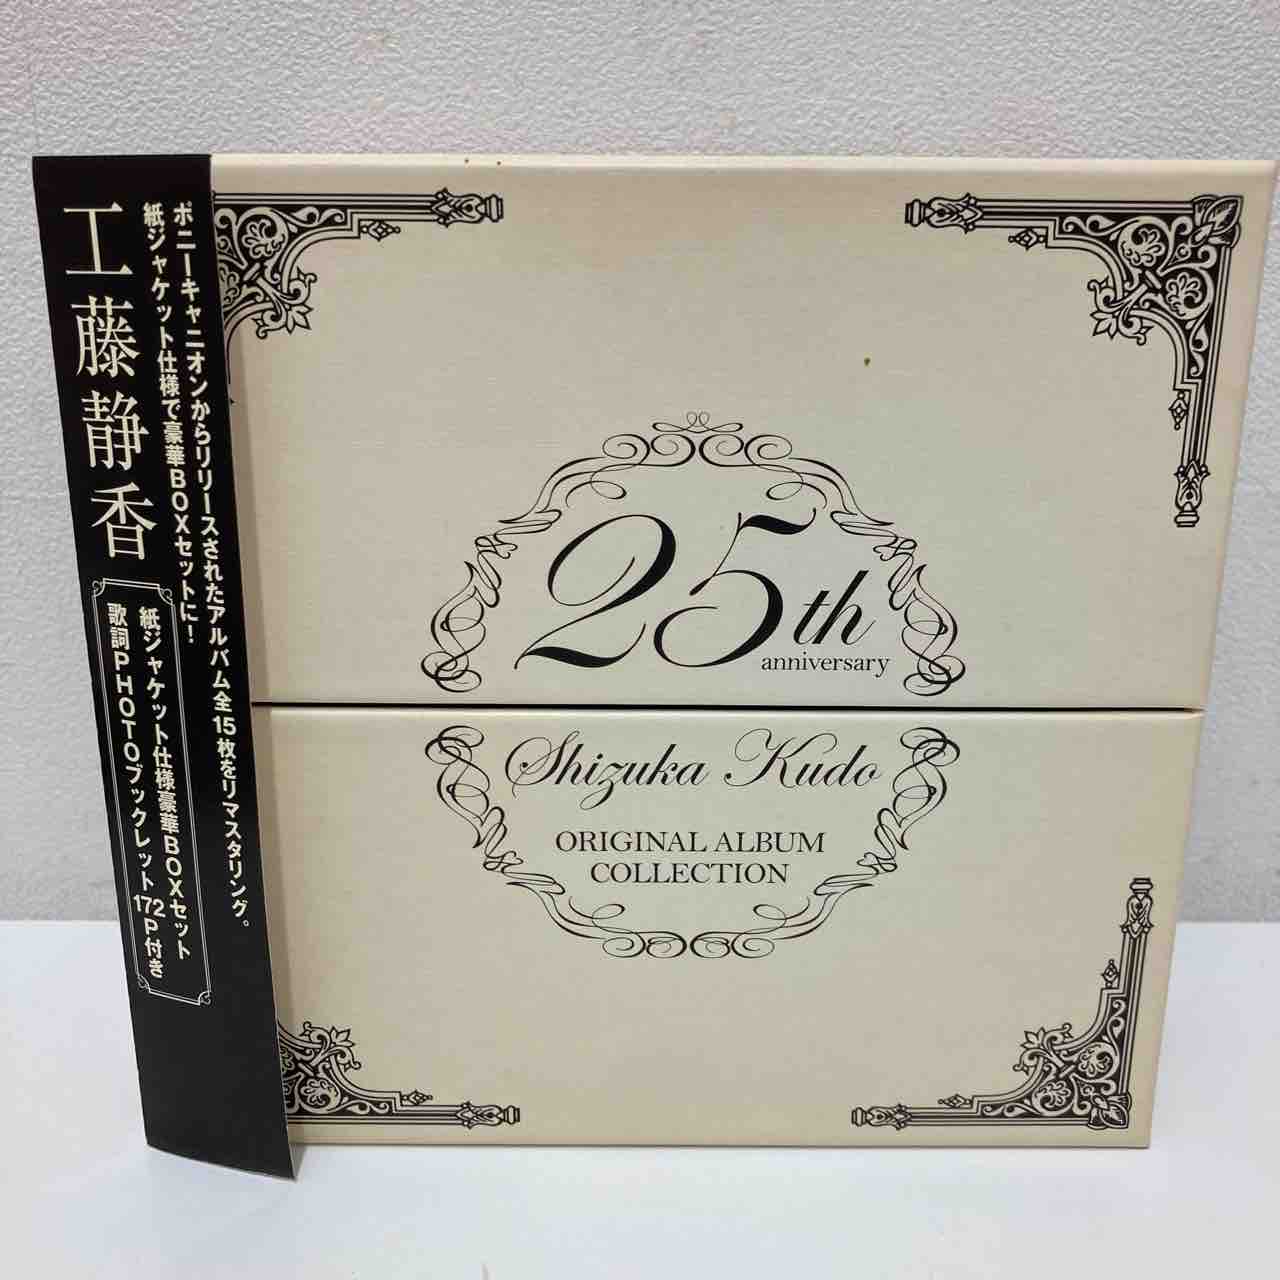 工藤静香
ポニーキャニオンからリリースされたアルバム全15枚をリマスタリング。
紙ジャケット仕様で豪華BOXセットに！
紙ジャケット仕様豪華BOXセット
歌詞PHOTOブックレット172P付き
25th
anniversary
Shizuka Kudo
ORIGINAL ALBUM
COLLECTION